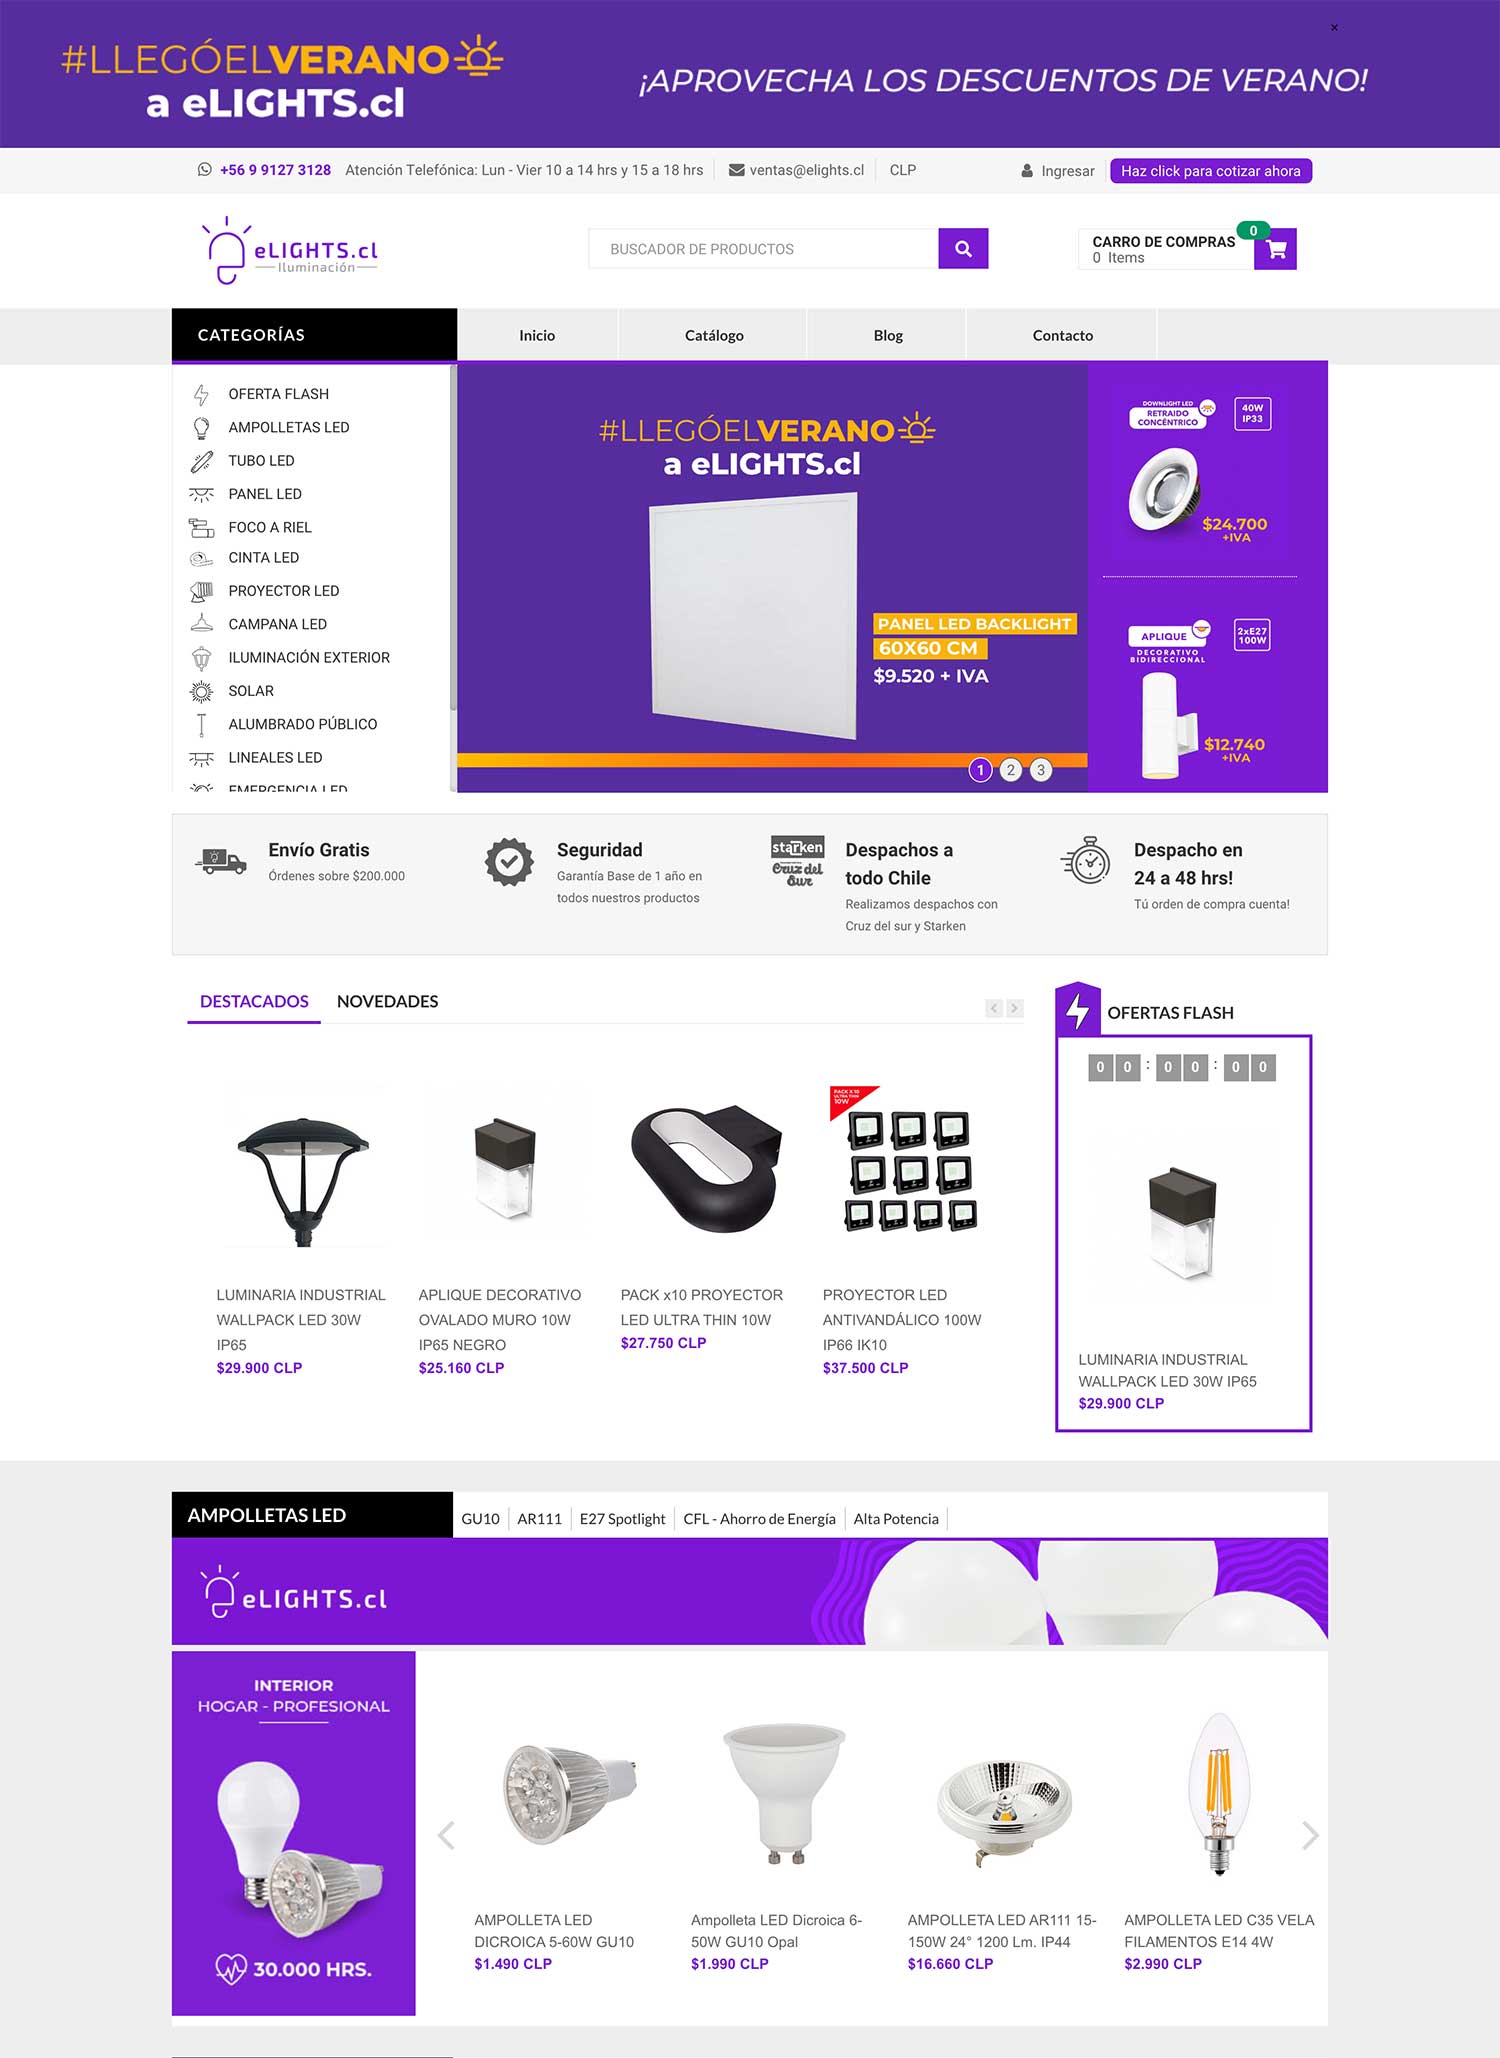 #LLEGÓELVERANO
a eLIGHTS.cl
¡APROVECHA LOS DESCUENTOS DE VERANO!
×
+56 9 9127 3128 Atención Telefónica: Lun - Vier 10 a 14 hrs y 15 a 18 hrs ventas@elights.cl CLP Ingresar Haz click para cotizar ahora
eLIGHTS.cl
Iluminación
BUSCADOR DE PRODUCTOS
CARRO DE COMPRAS 0
0 Items
CATEGORÍAS Inicio Catálogo Blog Contacto
OFERTA FLASH
AMPOLLETAS LED
TUBO LED
PANEL LED
FOCO A RIEL
CINTA LED
PROYECTOR LED
CAMPANA LED
ILUMINACIÓN EXTERIOR
SOLAR
ALUMBRADO PÚBLICO
LINEALES LED
EMERGENCIA LED
#LLEGÓELVERANO
a eLIGHTS.cl
PANEL LED BACKLIGHT
60X60 CM
$9.520 + IVA
1 2 3
DOWNLIGHT LED
RETRAIDO
CONCÉNTRICO
40W
IP33
$24.700
+IVA
APLIQUE
DECORATIVO
BIDIRECCIONAL
2xE27
100W
$12.740
+IVA
Envío Gratis
Órdenes sobre $200.000
Seguridad
Garantía Base de 1 año en
todos nuestros productos
starken
Cruz del
Sur
Despachos a
todo Chile
Realizamos despachos con
Cruz del sur y Starken
Despacho en
24 a 48 hrs!
Tú orden de compra cuenta!
DESTACADOS NOVEDADES
OFERTAS FLASH
0 0 : 0 0 : 0 0
PACK X10
ULTRA THIN
10W
LUMINARIA INDUSTRIAL
WALLPACK LED 30W
IP65
$29.900 CLP
APLIQUE DECORATIVO
OVALADO MURO 10W
IP65 NEGRO
$25.160 CLP
PACK x10 PROYECTOR
LED ULTRA THIN 10W
$27.750 CLP
PROYECTOR LED
ANTIVANDÁLICO 100W
IP66 IK10
$37.500 CLP
LUMINARIA INDUSTRIAL
WALLPACK LED 30W IP65
$29.900 CLP
AMPOLLETAS LED GU10 AR111 E27 Spotlight CFL - Ahorro de Energía Alta Potencia
eLIGHTS.cl
INTERIOR
HOGAR - PROFESIONAL
30.000 HRS.
AMPOLLETA LED
DICROICA 5-60W GU10
$1.490 CLP
Ampolleta LED Dicroica 6-
50W GU10 Opal
$1.990 CLP
AMPOLLETA LED AR111 15-
150W 24° 1200 Lm. IP44
$16.660 CLP
AMPOLLETA LED C35 VELA
FILAMENTOS E14 4W
$2.990 CLP